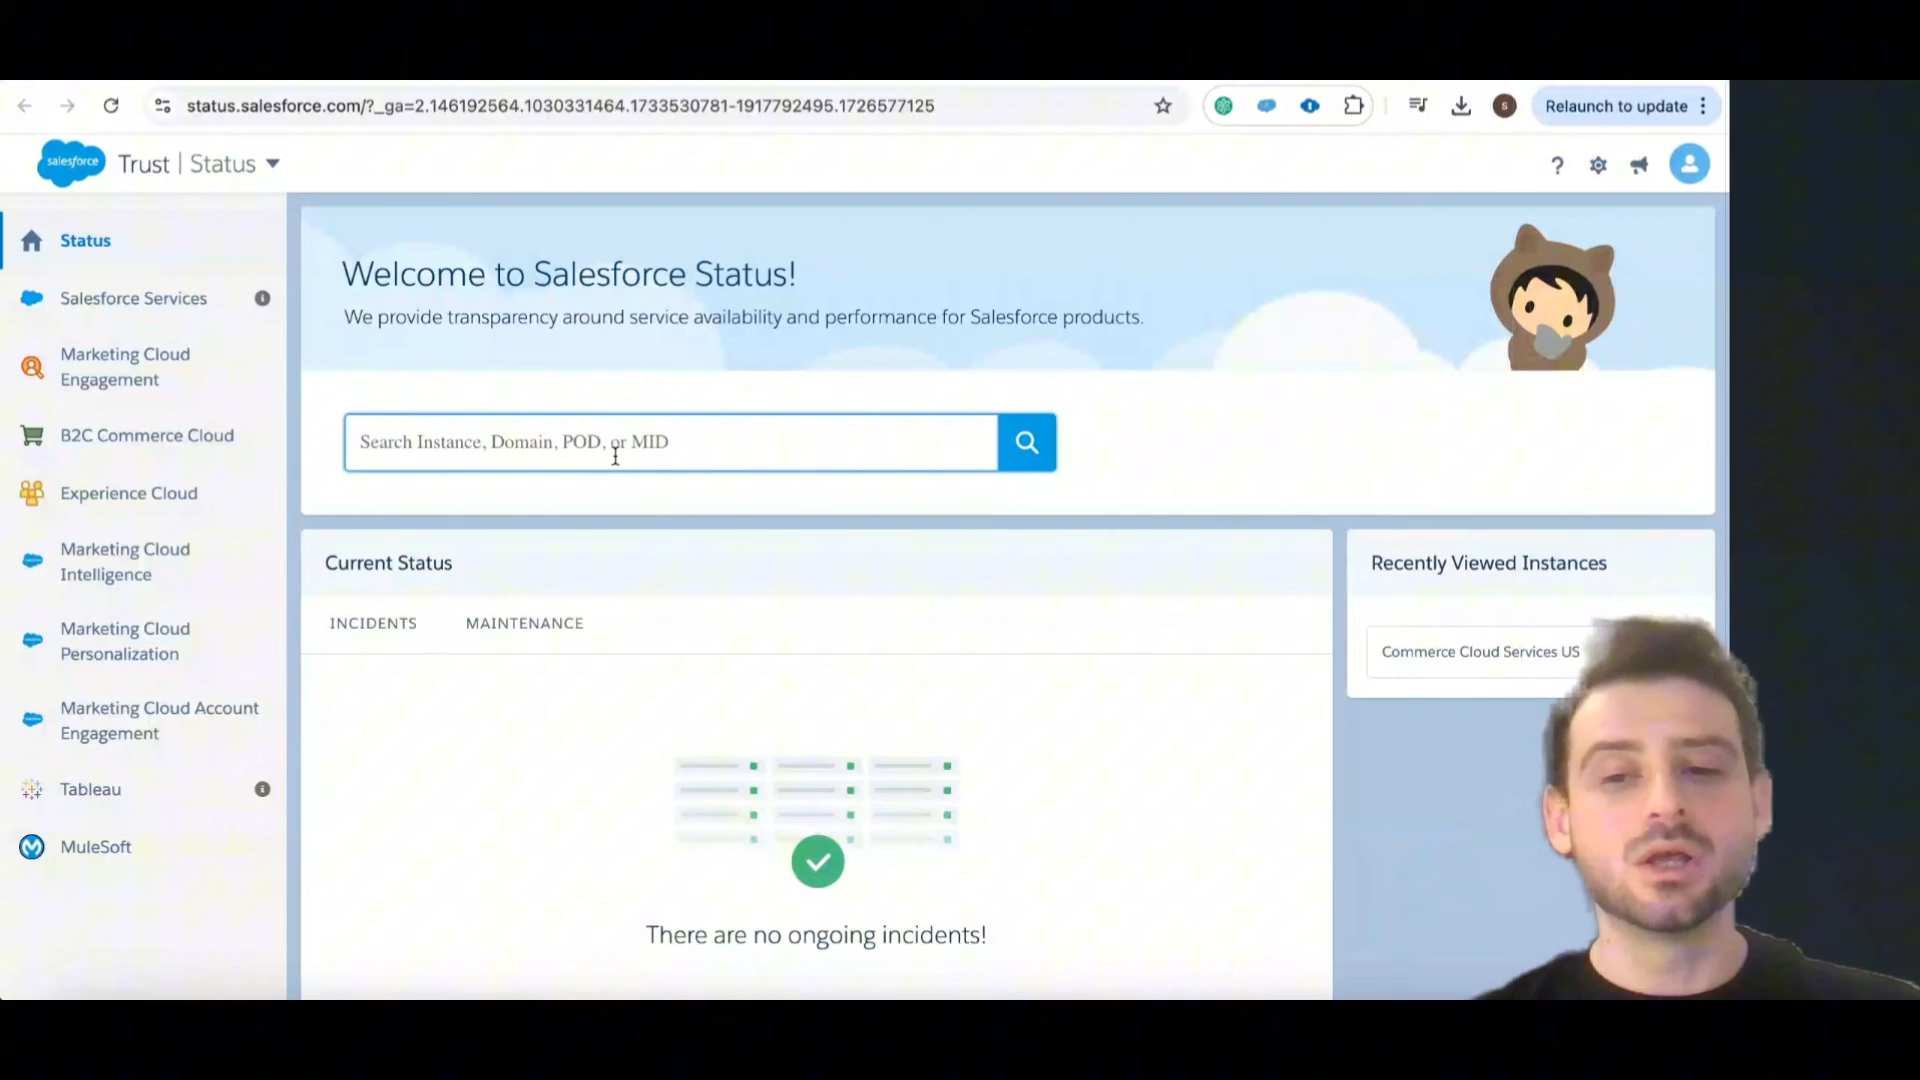 status.salesforce.com/?_ga=2.146192564.1030331464.1733530781-1917792495.1726577125
S
Relaunch to update
salesforce
Trust | Status
?
Status
Salesforce Services
Marketing Cloud
Engagement
B2C Commerce Cloud
Experience Cloud
Marketing Cloud
Intelligence
Marketing Cloud
Personalization
Marketing Cloud Account
Engagement
Tableau
MuleSoft
Welcome to Salesforce Status!
We provide transparency around service availability and performance for Salesforce products.
Search Instance, Domain, POD, or MID
Current Status
INCIDENTS MAINTENANCE
There are no ongoing incidents!
Recently Viewed Instances
Commerce Cloud Services US